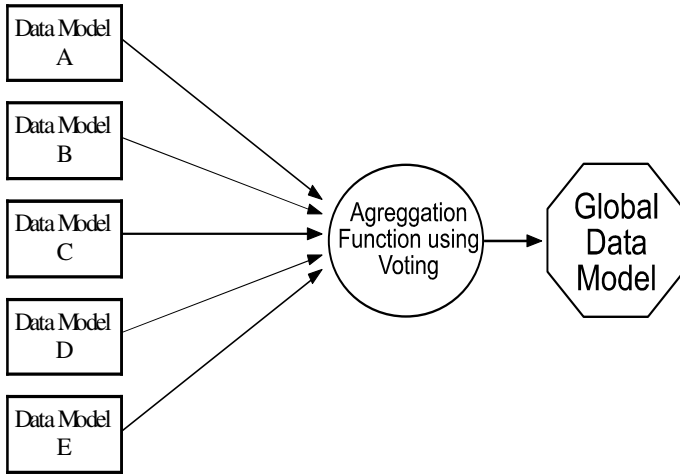 Data Model
A
Data Model
B
Data Model
C
Data Model
D
Data Model
E
Agreggation
Function using
Voting
Global
Data
Model